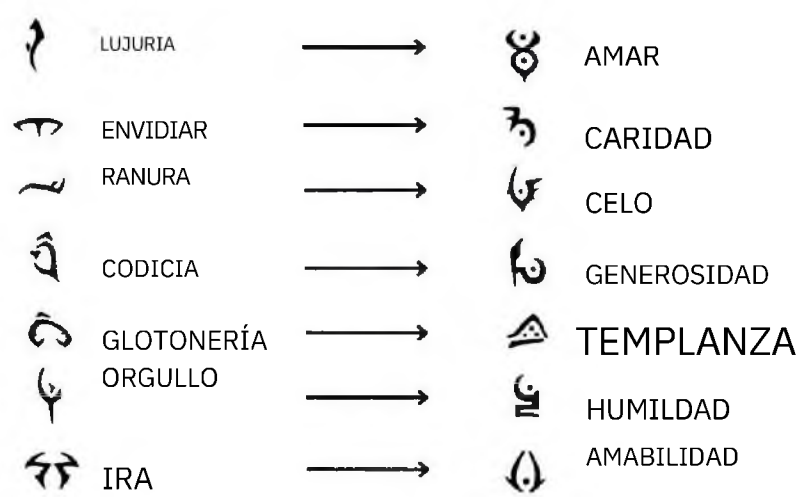 LUJURIA AMAR
ENVIDIAR CARIDAD
RANURA CELO
CODICIA GENEROSIDAD
GLOTONERÍA TEMPLANZA
ORGULLO HUMILDAD
IRA AMABILIDAD